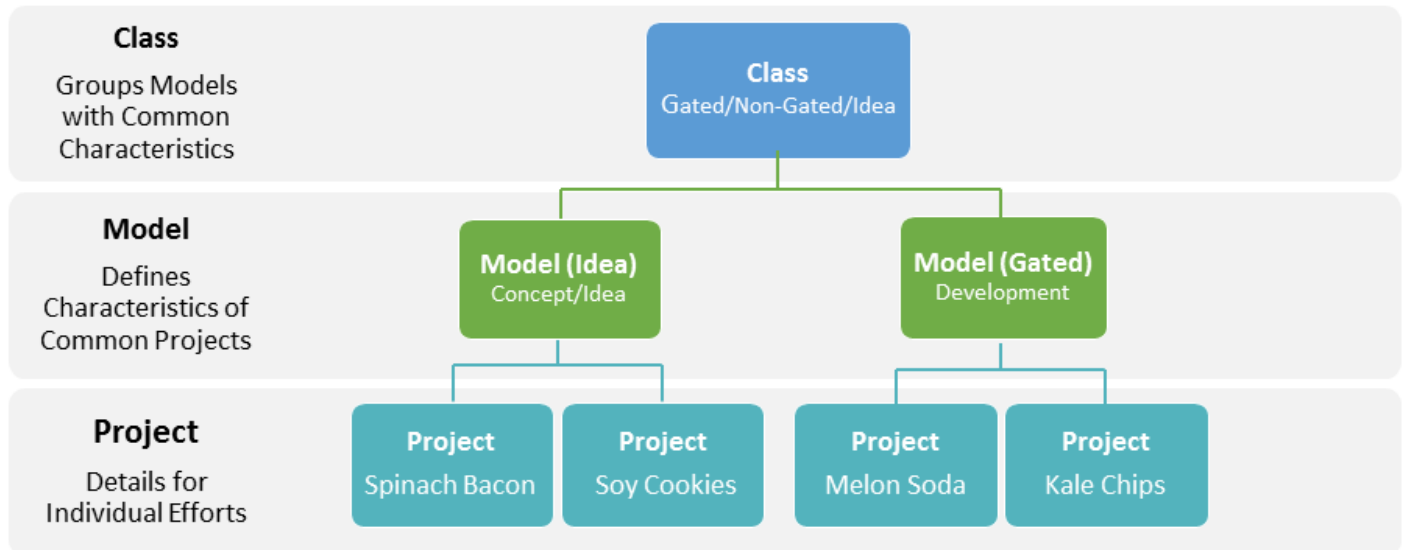 Class
Groups Models
with Common
Characteristics
Class
Gated/Non-Gated/Idea
Model
Defines
Characteristics of
Common Projects
Model (Idea)
Concept/Idea
Model (Gated)
Development
Project
Details for
Individual Efforts
Project
Spinach Bacon
Project
Soy Cookies
Project
Melon Soda
Project
Kale Chips